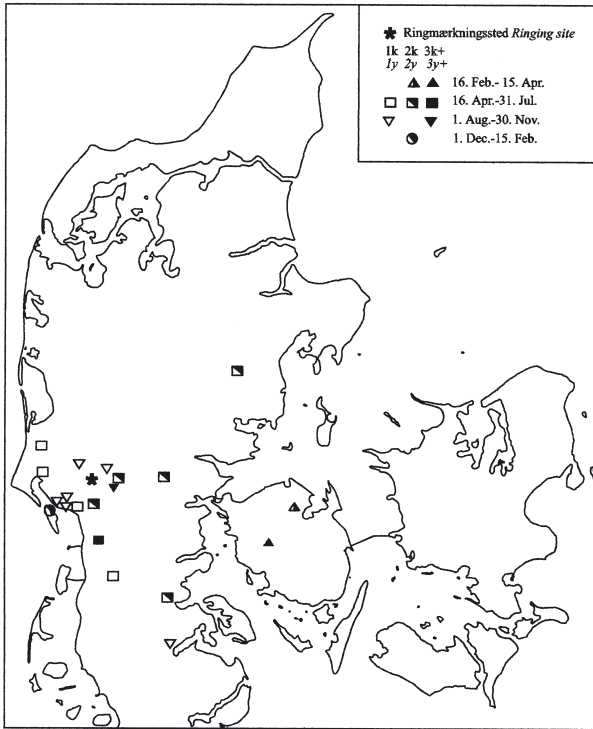 Ringmærkningssted Ringing site
1k 2k 3k+
1y 2y 3y+
16. Feb.- 15. Apr.
16. Apr.-31. Jul.
1. Aug.-30. Nov.
1. Dec.-15. Feb.